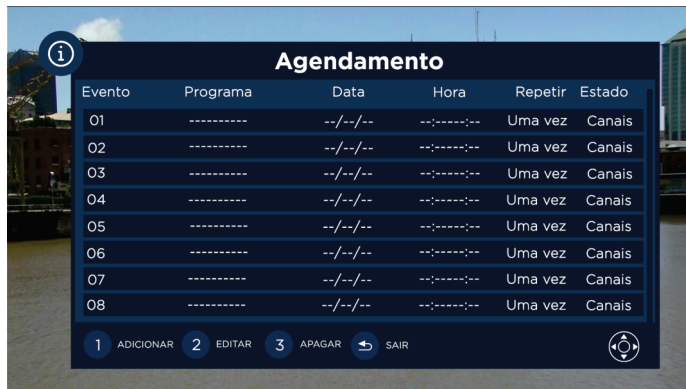 Agendamento
Evento Programa Data Hora Repetir Estado
01 ---------- --/--/-- --:-----:-- Uma vez Canais
02 ---------- --/--/-- --:-----:-- Uma vez Canais
03 ---------- --/--/-- --:-----:-- Uma vez Canais
04 ---------- --/--/-- --:-----:-- Uma vez Canais
05 ---------- --/--/-- --:-----:-- Uma vez Canais
06 ---------- --/--/-- --:-----:-- Uma vez Canais
07 ---------- --/--/-- --:-----:-- Uma vez Canais
08 ---------- --/--/-- --:-----:-- Uma vez Canais
1 ADICIONAR 2 EDITAR 3 APAGAR SAIR